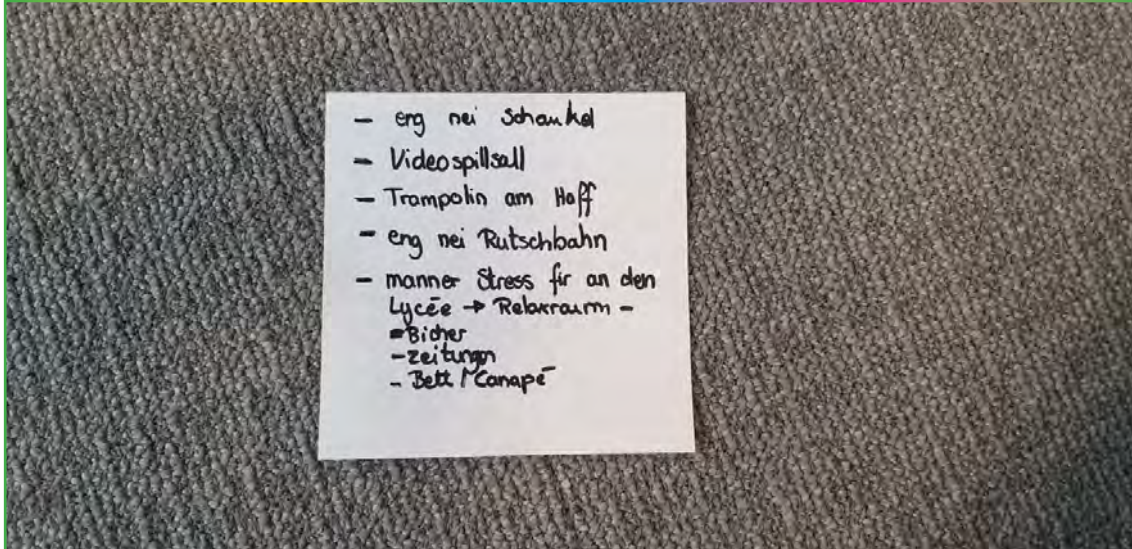 - eng nei Schaukel
- Videospillsall
- Trampolin am Haff
- eng nei Rutschbahn
- manner Stress fir an den
Lycée → Relaxraum -
- Bicher
- Zeitungen
- Bett / Canapé